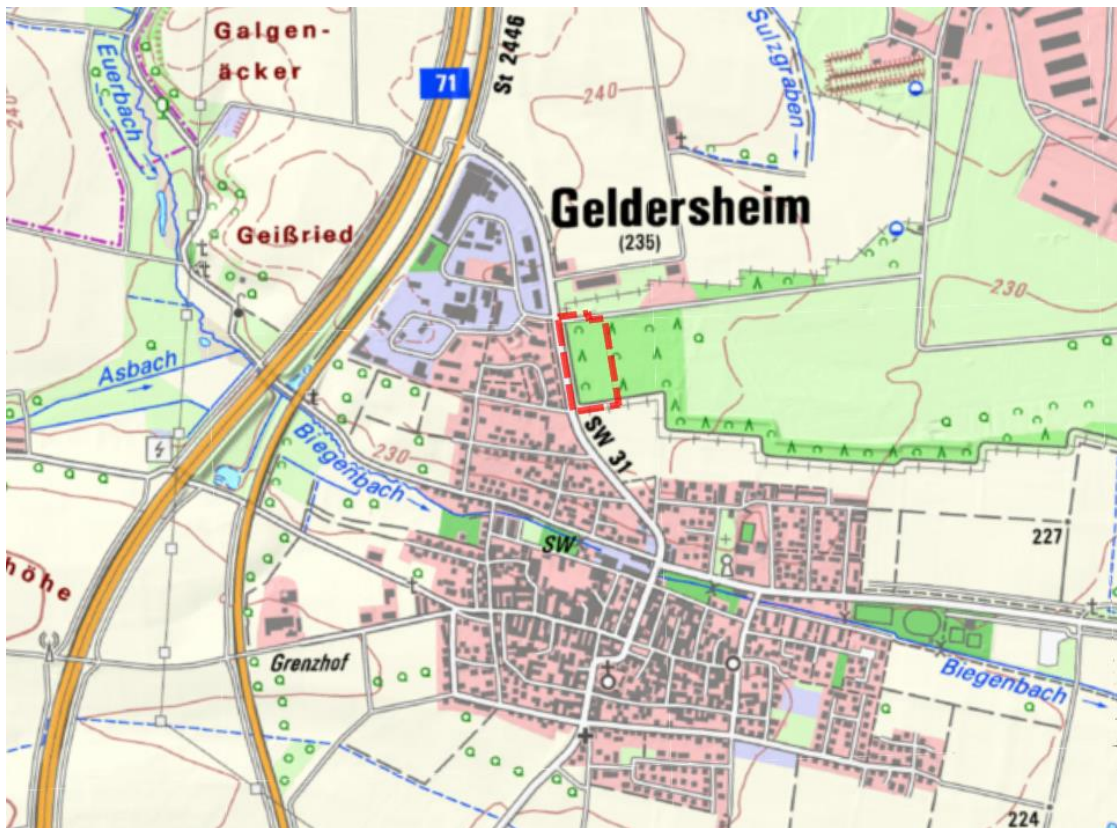 Galgen-
äcker
Euerbach
240
71
St 2446
240
Sulzgraben
Geißried
Geldersheim
(235)
230
Asbach
SW 31
230
Biegenbach
SW
227
höhe
Grenzhof
Biegenbach
224